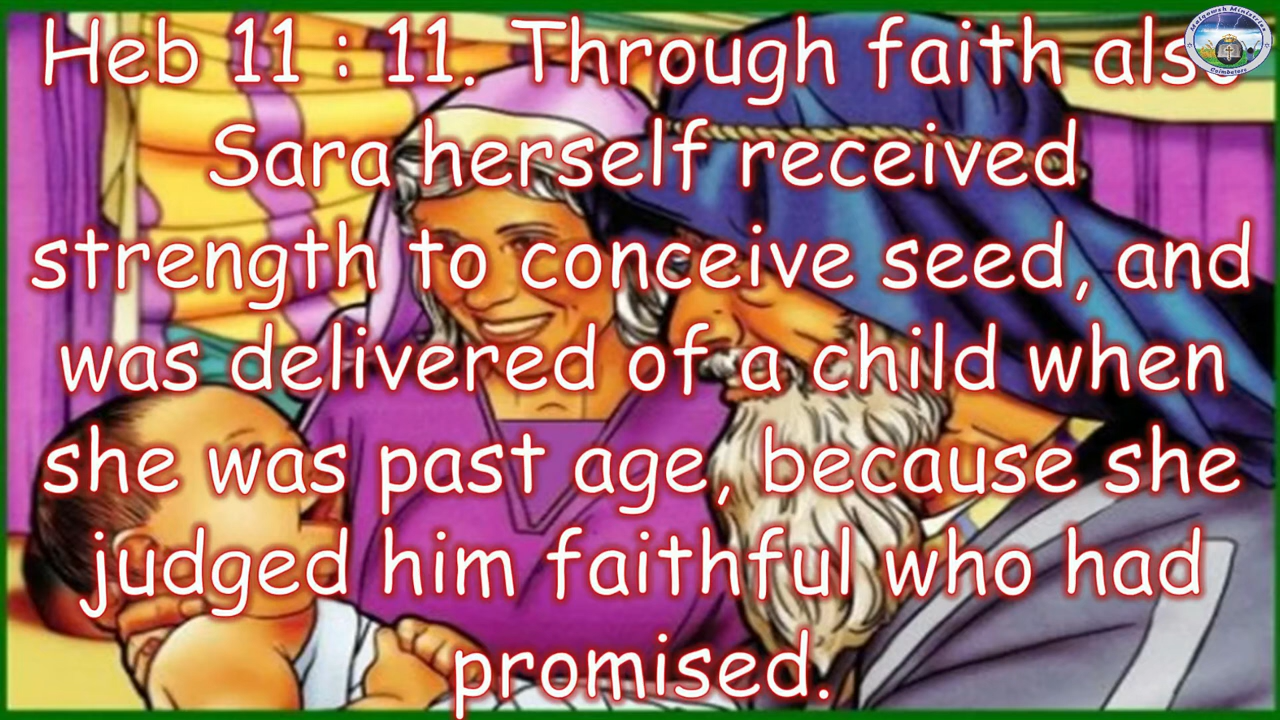 Heb 11 : 11. Through faith also
Sara herself received
strength to conceive seed, and
was delivered of a child when
she was past age, because she
judged him faithful who had
promised.
Coimbatore